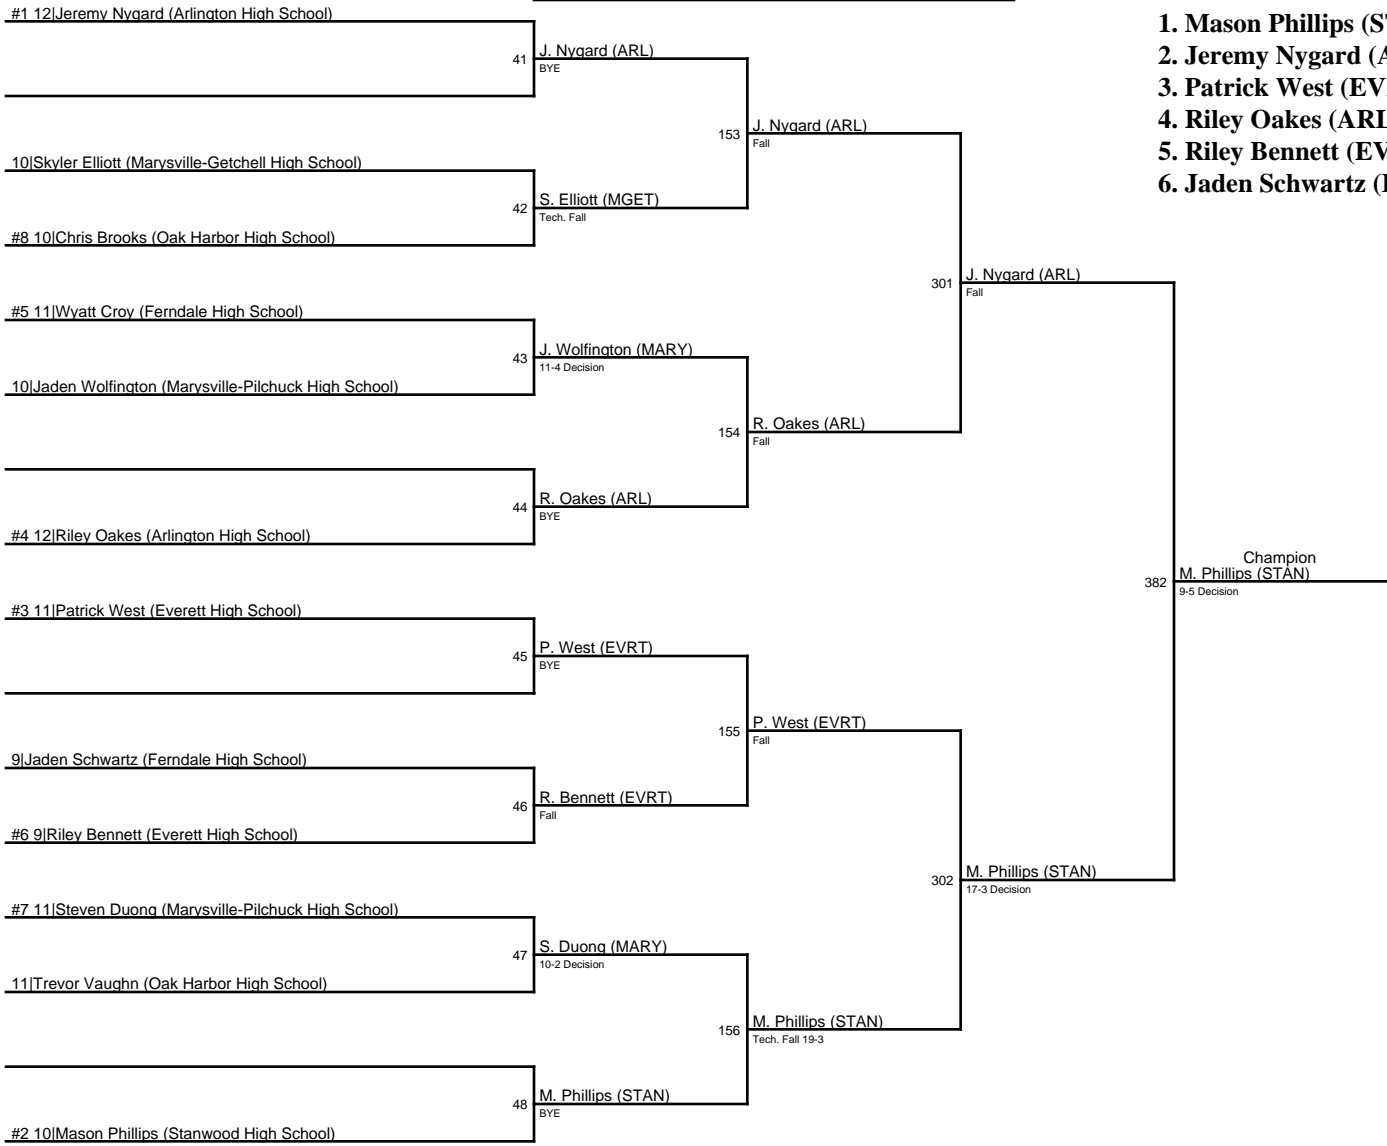 #1 12|Jeremy Nygard (Arlington High School)
41 J. Nygard (ARL)
BYE
153 J. Nygard (ARL)
Fall
10|Skyler Elliott (Marysville-Getchell High School)
42 S. Elliott (MGET)
Tech. Fall
#8 10|Chris Brooks (Oak Harbor High School)
301 J. Nygard (ARL)
Fall
#5 11|Wyatt Croy (Ferndale High School)
43 J. Wolfington (MARY)
11-4 Decision
10|Jaden Wolfington (Marysville-Pilchuck High School)
154 R. Oakes (ARL)
Fall
44 R. Oakes (ARL)
BYE
#4 12|Riley Oakes (Arlington High School)
Champion
382 M. Phillips (STAN)
9-5 Decision
#3 11|Patrick West (Everett High School)
45 P. West (EVRT)
BYE
155 P. West (EVRT)
Fall
9|Jaden Schwartz (Ferndale High School)
46 R. Bennett (EVRT)
Fall
#6 9|Riley Bennett (Everett High School)
302 M. Phillips (STAN)
17-3 Decision
#7 11|Steven Duong (Marysville-Pilchuck High School)
47 S. Duong (MARY)
10-2 Decision
11|Trevor Vaughn (Oak Harbor High School)
156 M. Phillips (STAN)
Tech. Fall 19-3
48 M. Phillips (STAN)
BYE
#2 10|Mason Phillips (Stanwood High School)
1. Mason Phillips (S
2. Jeremy Nygard (
3. Patrick West (EV
4. Riley Oakes (ARL
5. Riley Bennett (EV
6. Jaden Schwartz (